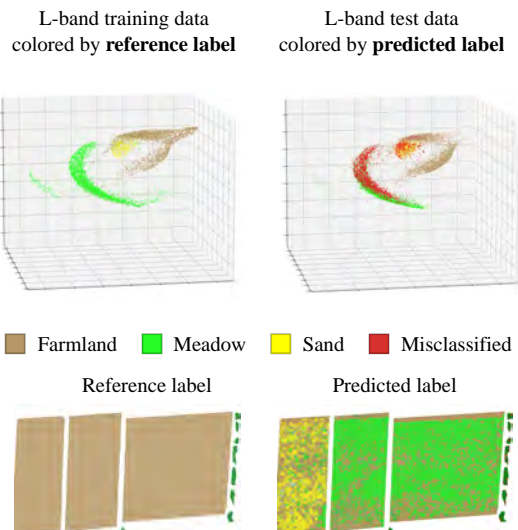 L-band training data
colored by reference label
L-band test data
colored by predicted label
Farmland Meadow Sand Misclassified
Reference label
Predicted label